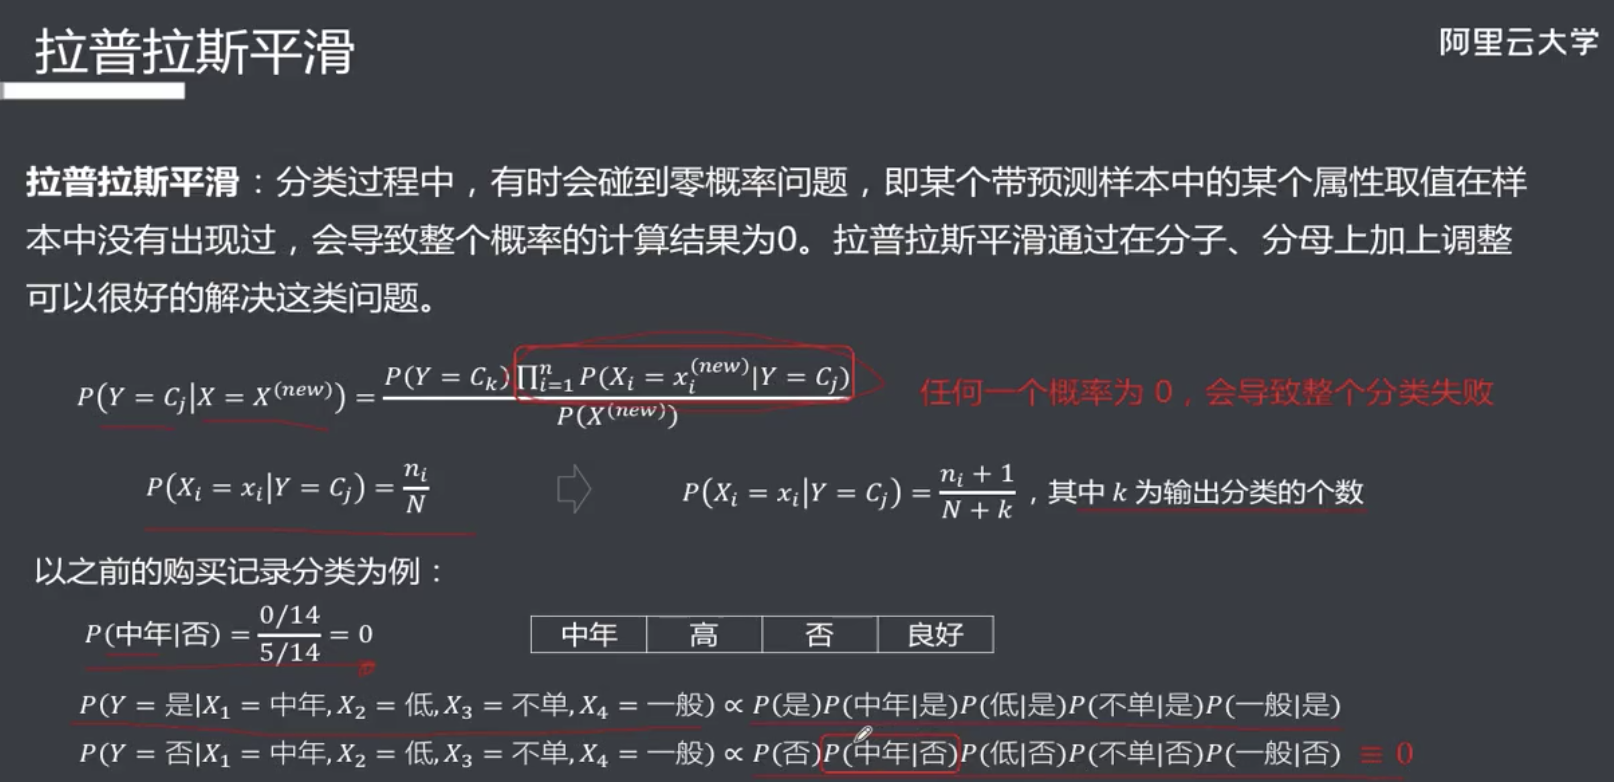 拉普拉斯平滑
阿里云大学
拉普拉斯平滑：分类过程中，有时会碰到零概率问题，即某个带预测样本中的某个属性取值在样
本中没有出现过，会导致整个概率的计算结果为0。拉普拉斯平滑通过在分子、分母上加上调整
可以很好的解决这类问题。
P(Y = C_j|X = X^(new)) = P(Y = C_k) ∏_{i=1}^n P(X_i = x_i^(new)|Y = C_j) / P(X^(new))
任何一个概率为 0，会导致整个分类失败
P(X_i = x_i|Y = C_j) = n_i / N
P(X_i = x_i|Y = C_j) = (n_i + 1) / (N + k)，其中 k 为输出分类的个数
以之前的购买记录分类为例：
P(中年|否) = (0/14) / (5/14) = 0
中年 高 否 良好
P(Y = 是|X_1 = 中年, X_2 = 低, X_3 = 不单, X_4 = 一般) ∝ P(是)P(中年|是)P(低|是)P(不单|是)P(一般|是)
P(Y = 否|X_1 = 中年, X_2 = 低, X_3 = 不单, X_4 = 一般) ∝ P(否)P(中年|否)P(低|否)P(不单|否)P(一般|否) ≡ 0